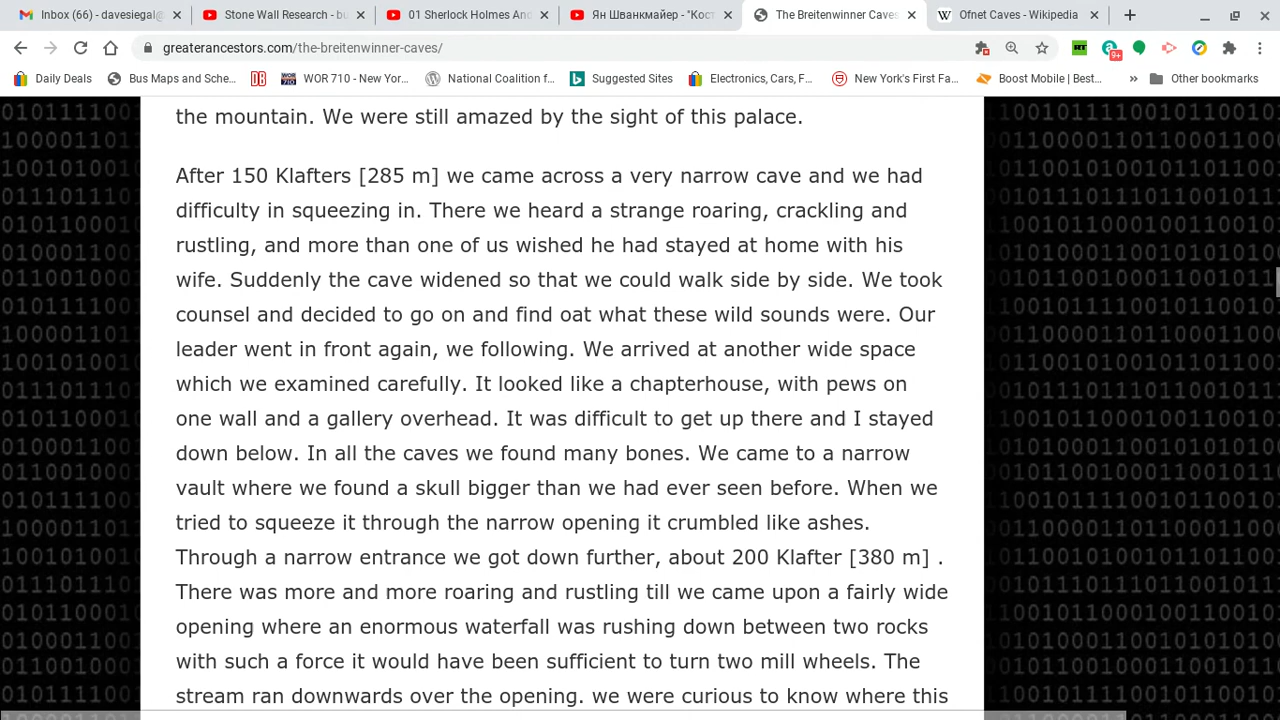 Inbox (66) - davesiegal@
Stone Wall Research - bu
01 Sherlock Holmes And
Ян Шванкмайер - "Кост
The Breitenwinner Caves
Ofnet Caves - Wikipedia
greaterancestors.com/the-breitenwinner-caves/
9+
Daily Deals
Bus Maps and Sche...
WOR 710 - New Yor...
National Coalition f...
Suggested Sites
Electronics, Cars, F...
New York's First Fa...
Boost Mobile | Best...
Other bookmarks
the mountain. We were still amazed by the sight of this palace.
After 150 Klafters [285 m] we came across a very narrow cave and we had
difficulty in squeezing in. There we heard a strange roaring, crackling and
rustling, and more than one of us wished he had stayed at home with his
wife. Suddenly the cave widened so that we could walk side by side. We took
counsel and decided to go on and find oat what these wild sounds were. Our
leader went in front again, we following. We arrived at another wide space
which we examined carefully. It looked like a chapterhouse, with pews on
one wall and a gallery overhead. It was difficult to get up there and I stayed
down below. In all the caves we found many bones. We came to a narrow
vault where we found a skull bigger than we had ever seen before. When we
tried to squeeze it through the narrow opening it crumbled like ashes.
Through a narrow entrance we got down further, about 200 Klafter [380 m] .
There was more and more roaring and rustling till we came upon a fairly wide
opening where an enormous waterfall was rushing down between two rocks
with such a force it would have been sufficient to turn two mill wheels. The
stream ran downwards over the opening. we were curious to know where this